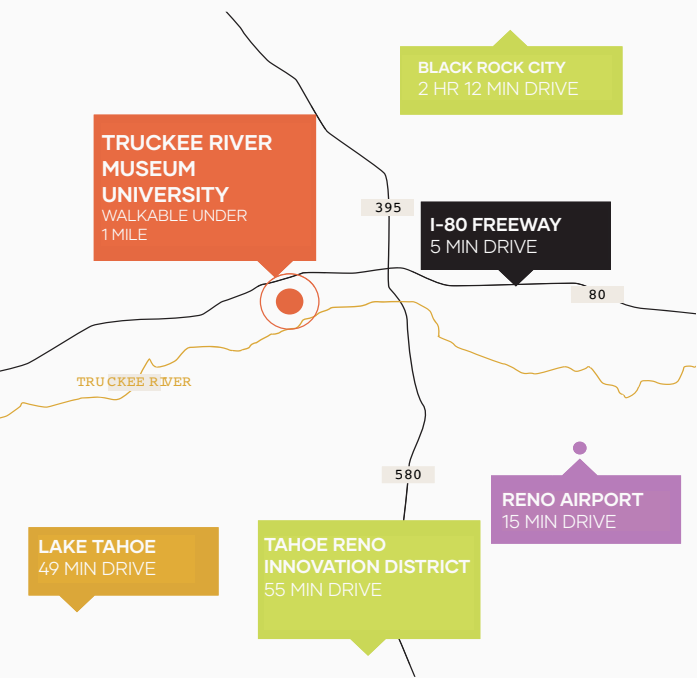 BLACK ROCK CITY
2 HR 12 MIN DRIVE
TRUCKEE RIVER
MUSEUM
UNIVERSITY
WALKABLE UNDER
1 MILE
395
I-80 FREEWAY
5 MIN DRIVE
80
TRUCKEE RIVER
580
RENO AIRPORT
15 MIN DRIVE
LAKE TAHOE
49 MIN DRIVE
TAHOE RENO
INNOVATION DISTRICT
55 MIN DRIVE